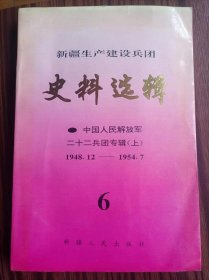 新疆生产建设兵团
史料选辑
● 中国人民解放军
二十二兵团专辑(上)
1948.12——1954.7
6
新疆人民出版社